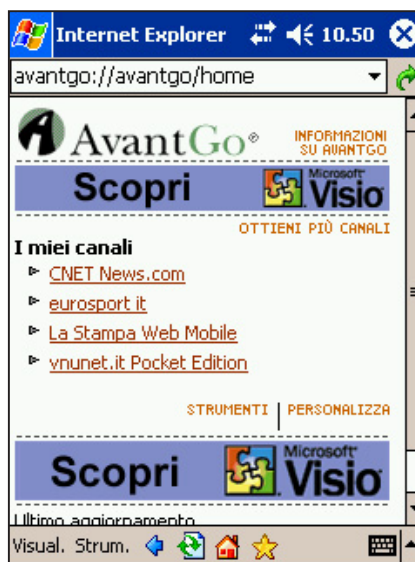 Internet Explorer 10.50
avantgo://avantgo/home
AvantGo®
INFORMAZIONI
SU AVANTGO
Scopri Microsoft Visio
OTTIENI PIÙ CANALI
I miei canali
CNET News.com
eurosport it
La Stampa Web Mobile
vnunet.it Pocket Edition
STRUMENTI | PERSONALIZZA
Scopri Microsoft Visio
Ultimo aggiornamento
Visual. Strum.